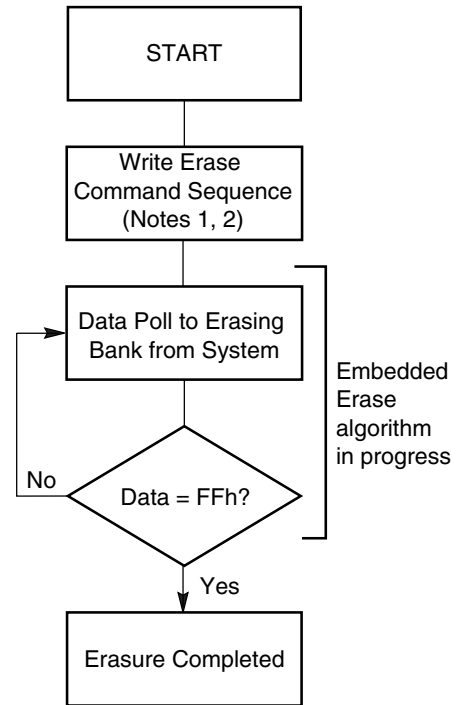 START
Write Erase
Command Sequence
(Notes 1, 2)
Data Poll to Erasing
Bank from System
Embedded
Erase
algorithm
in progress
No
Data = FFh?
Yes
Erasure Completed